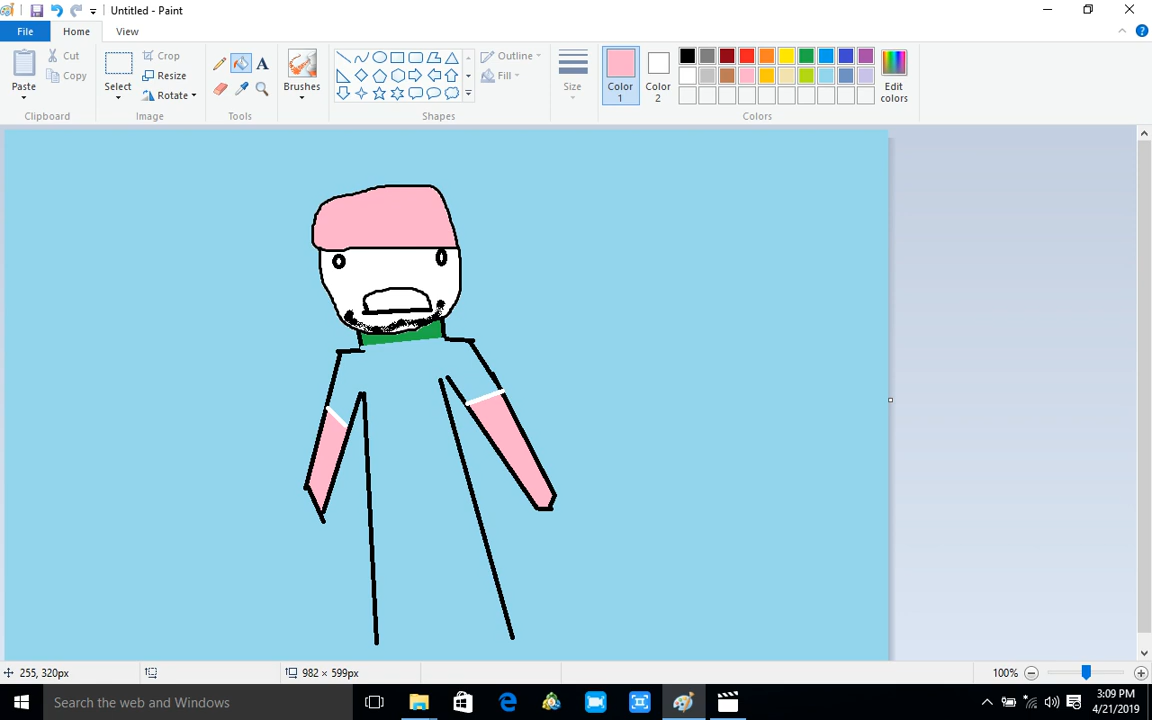 Untitled - Paint
File
Home
View
Paste
Cut
Copy
Clipboard
Select
Crop
Resize
Rotate
Image
A
Tools
Brushes
Outline
Fill
Shapes
Size
Color 1
Color 2
Edit colors
Colors
255, 320px
982 × 599px
100%
Search the web and Windows
3:09 PM
4/21/2019